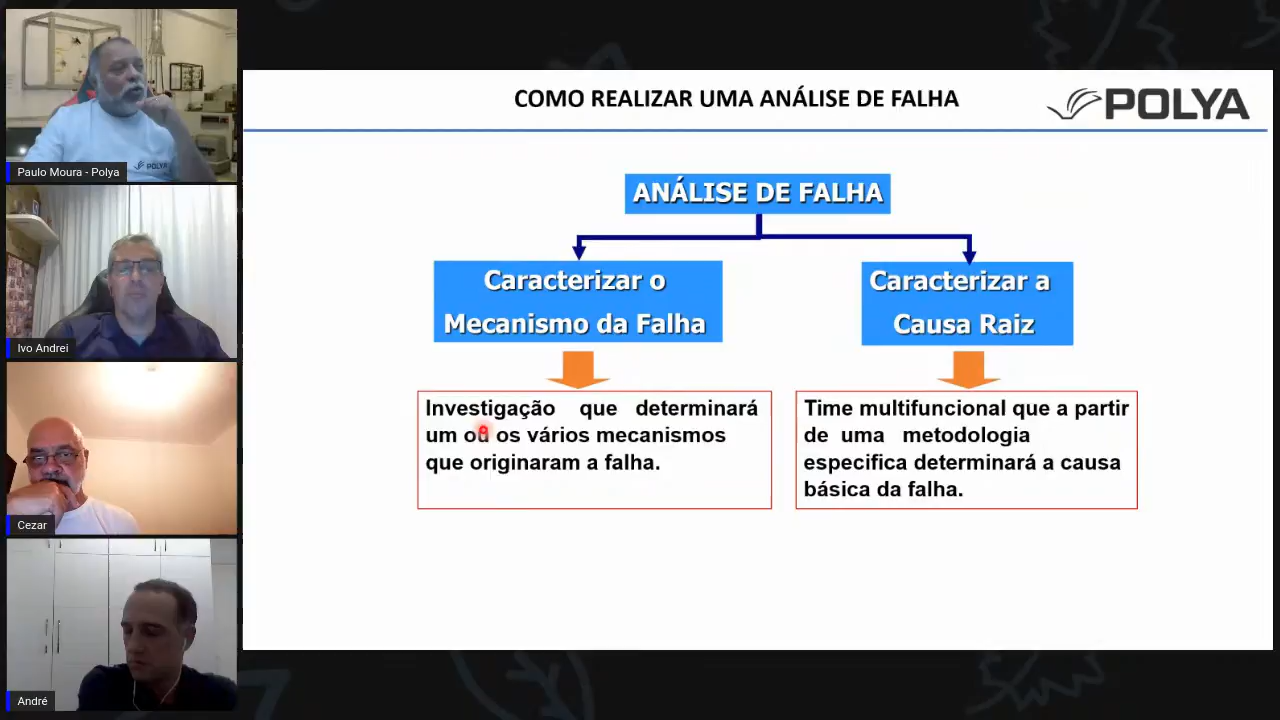 COMO REALIZAR UMA ANÁLISE DE FALHA
POLYA
ANÁLISE DE FALHA
Caracterizar o
Mecanismo da Falha
Caracterizar a
Causa Raiz
Investigação que determinará
um ou os vários mecanismos
que originaram a falha.
Time multifuncional que a partir
de uma metodologia
especifica determinará a causa
básica da falha.
POLYA
Paulo Moura - Polya
Ivo Andrei
Cezar
André